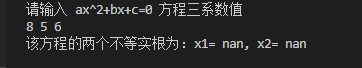 请输入 ax^2+bx+c=0 方程三系数值
8 5 6
该方程的两个不等实根为：x1= nan, x2= nan